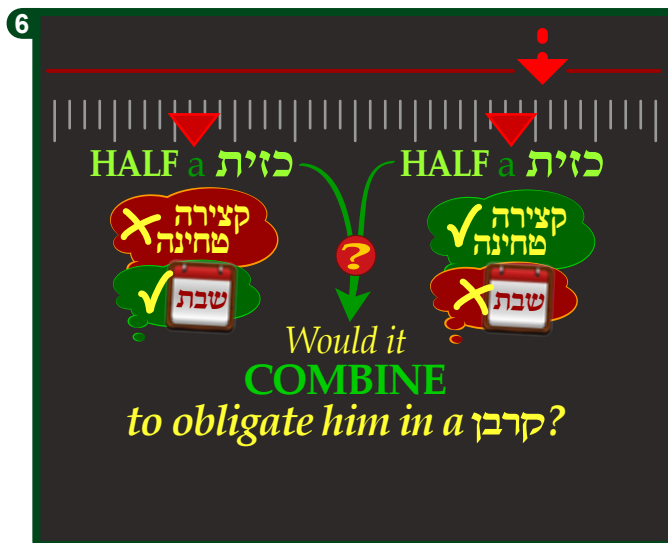 6
HALF a כזית HALF a כזית
קצירה
טחינה
שבת
קצירה
טחינה
שבת
?
Would it
COMBINE
to obligate him in a קרבן?